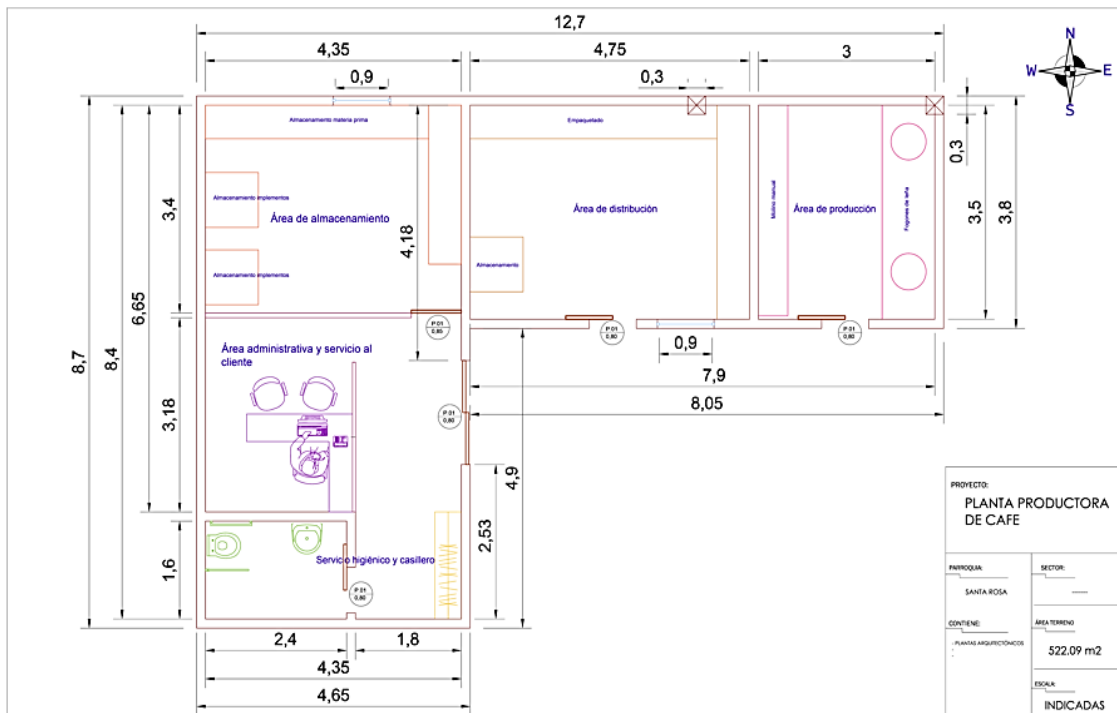 12,7
4,35
4,75
3
0,9
0,3
N
W
E
S
Almacenamiento materia prima
Empaquetado
0,3
3,4
Almacenamiento implementos
Área de almacenamiento
4,18
Área de distribución
Molino manual
Área de producción
Fogones de leña
3,5
3,8
Almacenamiento implementos
Almacenamiento
6,65
8,7
8,4
P 01
0,85
P 01
0,80
P 01
0,80
Área administrativa y servicio al
cliente
0,9
7,9
8,05
3,18
P 01
0,80
4,9
2,53
1,6
Servicio higiénico y casillero
P 01
0,80
2,4
1,8
4,35
4,65
PROYECTO:
PLANTA PRODUCTORA
DE CAFE
PARROQUIA:
SECTOR:
SANTA ROSA
CONTIENE:
ÁREA TERRENO
- PLANTAS ARQUITECTÓNICOS
522.09 m2
ESCALA:
INDICADAS